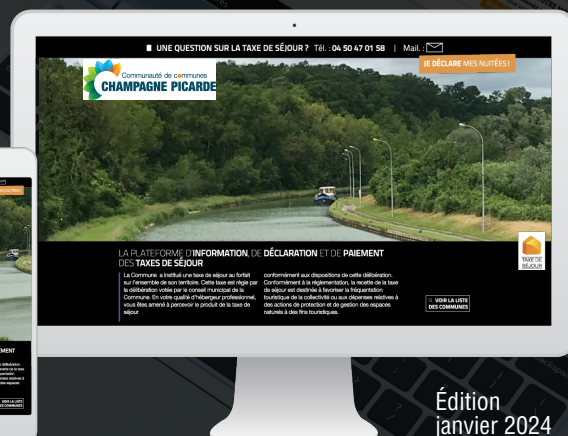 UNE QUESTION SUR LA TAXE DE SÉJOUR ? Tél. : 04 50 47 01 58 | Mail. :
JE DÉCLARE MES NUITÉES !
Communauté de communes
CHAMPAGNE PICARDE
LA PLATEFORME D'INFORMATION, DE DÉCLARATION ET DE PAIEMENT
DES TAXES DE SÉJOUR
La Commune a institué une taxe de séjour au forfait
sur l'ensemble de son territoire. Cette taxe est régie par
la délibération votée par le conseil municipal de la
Commune. En votre qualité d'hébergeur professionnel,
vous êtes amené à percevoir le produit de la taxe de
séjour
conformément aux dispositions de cette délibération.
Conformément à la réglementation, la recette de la taxe
de séjour est destinée à favoriser la fréquentation
touristique de la collectivité ou aux dépenses relatives à
des actions de protection et de gestion des espaces
naturels à des fins touristiques.
TAXE DE
SÉJOUR
VOIR LA LISTE
DES COMMUNES
Édition
janvier 2024